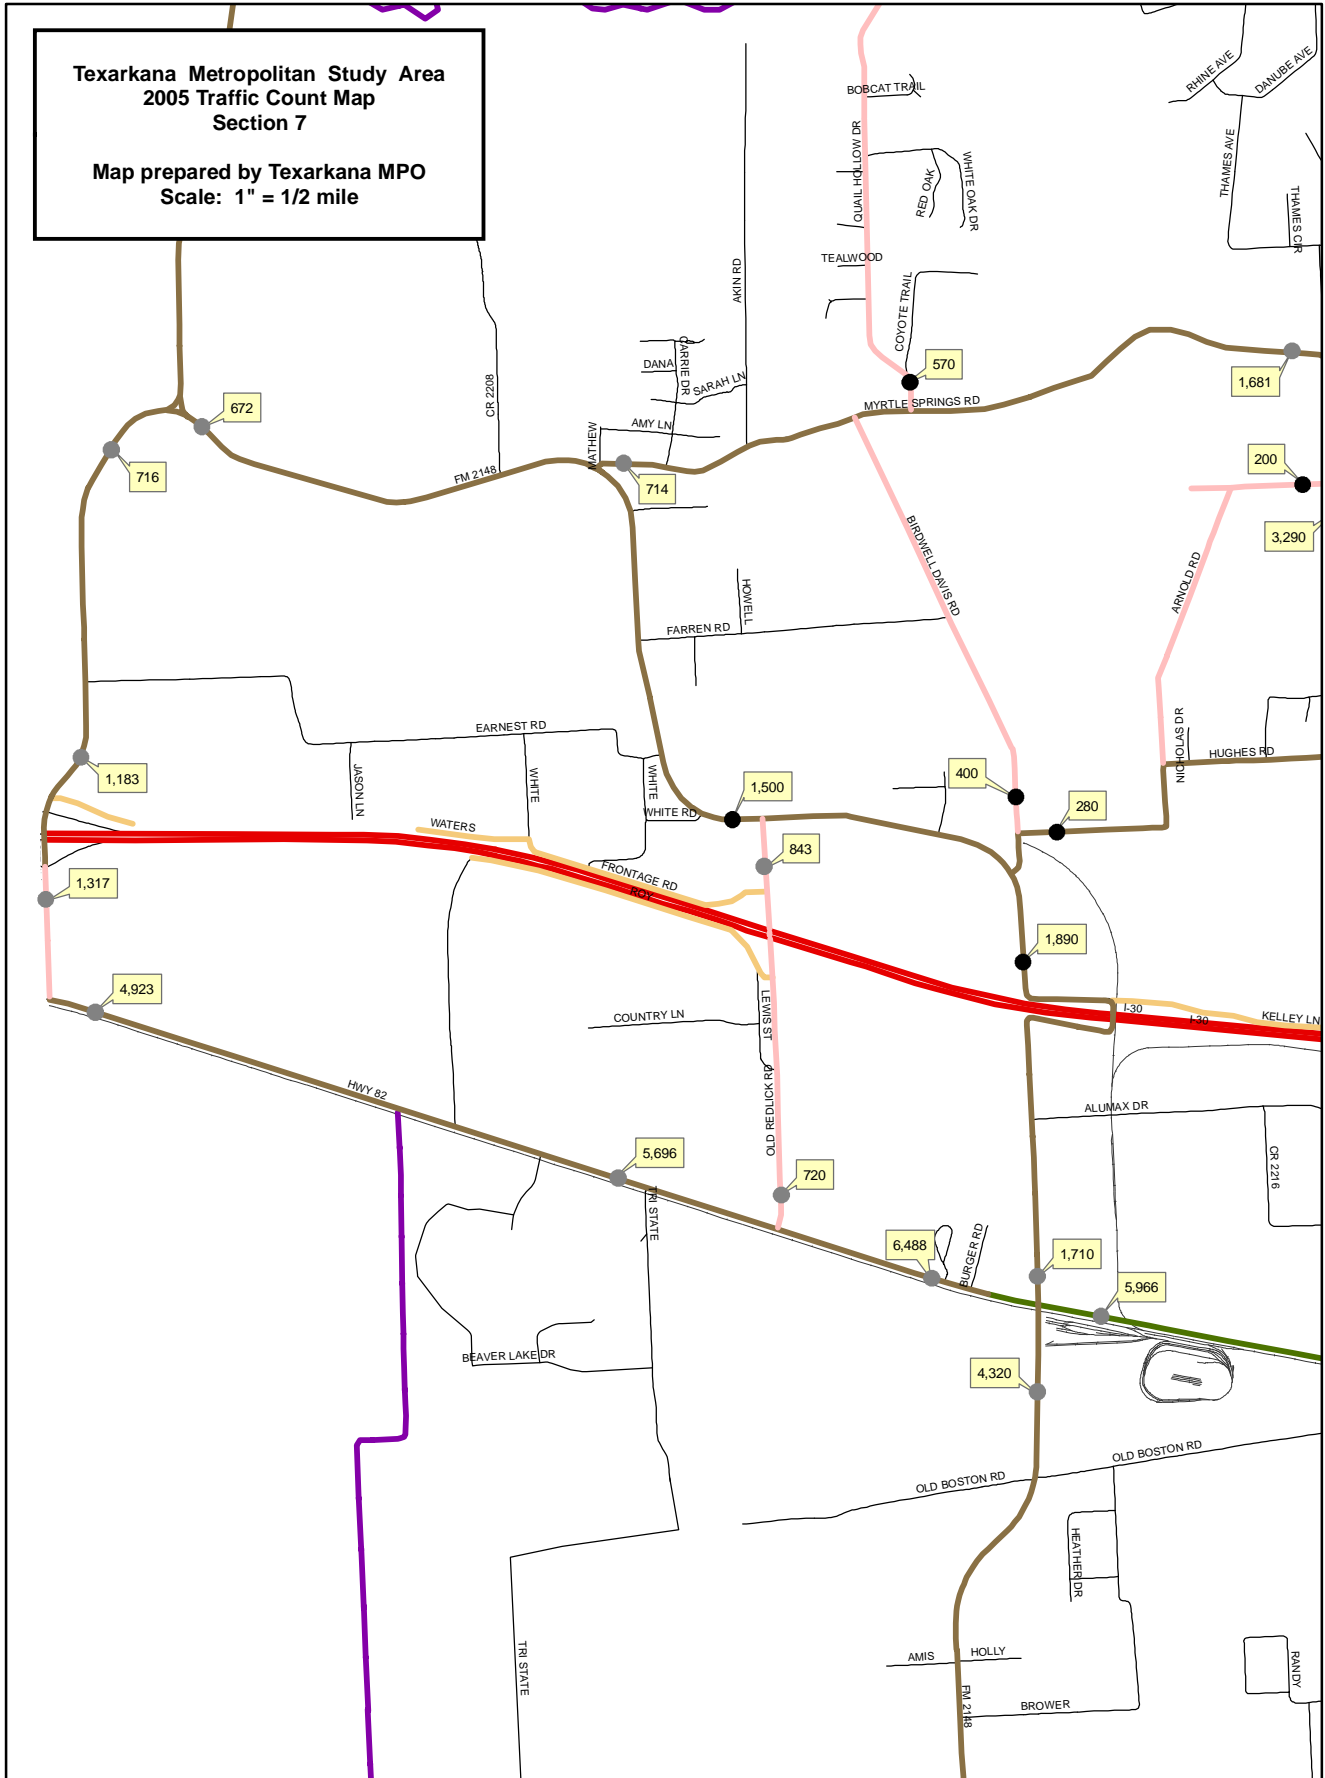 Texarkana Metropolitan Study Area
2005 Traffic Count Map
Section 7
Map prepared by Texarkana MPO
Scale: 1" = 1/2 mile
RHINE AVE
DANUBE AVE
BOBCAT TRAIL
QUAIL HOLLOW DR
WHITE OAK DR
RED OAK
THAMES AVE
THAMES CIR
TEALWOOD
AKIN RD
COYOTE TRAIL
CARRIE DR
DANA
SARAH LN
570
1,681
CR 2208
MYRTLE SPRINGS RD
672
AMY LN
MATHEW
716
FM 2148
714
200
3,290
BIRDWELL DAVIS RD
ARNOLD RD
HOWELL
FARREN RD
EARNEST RD
NICHOLAS DR
HUGHES RD
1,183
JASON LN
WHITE
WHITE
400
1,500
280
WHITE RD
WATERS
843
FRONTAGE RD
ROY
1,317
1,890
4,923
LEWIS ST
COUNTRY LN
I-30
I-30
KELLEY LN
HWY 82
OLD REDLICK RD
ALUMAX DR
CR 2216
5,696
720
TRI STATE
6,488
BURGER RD
1,710
5,966
BEAVER LAKE DR
4,320
OLD BOSTON RD
OLD BOSTON RD
HEATHER DR
TRI STATE
AMIS
HOLLY
RANDY
FM 2148
BROWER